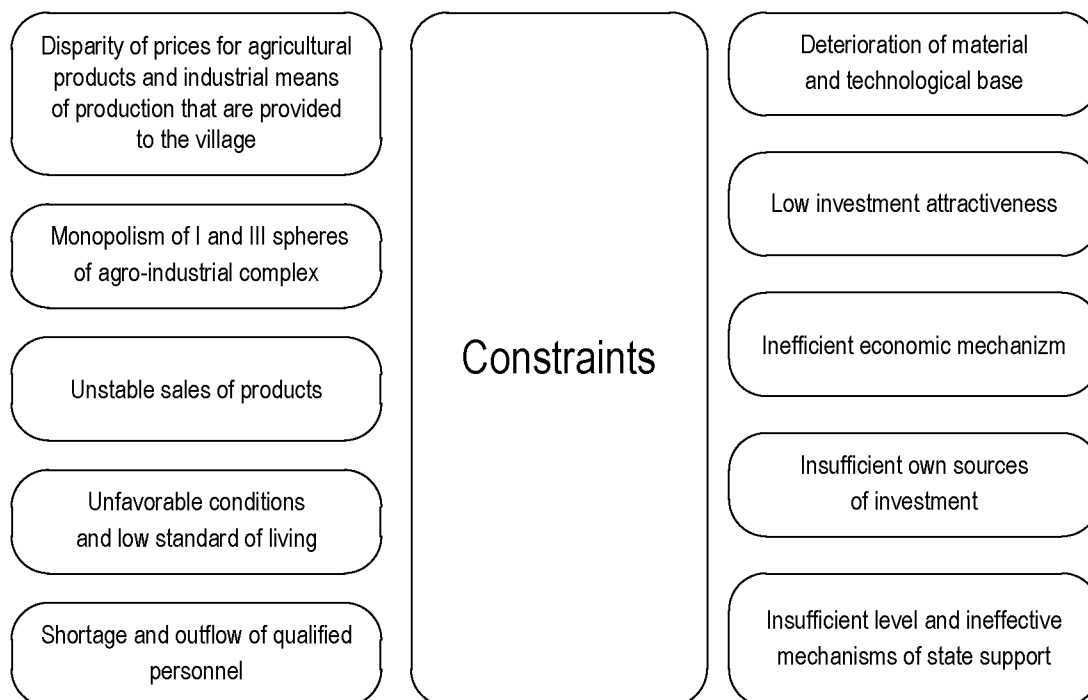 Disparity of prices for agricultural
products and industrial means
of production that are provided
to the village
Monopolism of I and III spheres
of agro-industrial complex
Unstable sales of products
Unfavorable conditions
and low standard of living
Shortage and outflow of qualified
personnel
Constraints
Deterioration of material
and technological base
Low investment attractiveness
Inefficient economic mechanizm
Insufficient own sources
of investment
Insufficient level and ineffective
mechanisms of state support